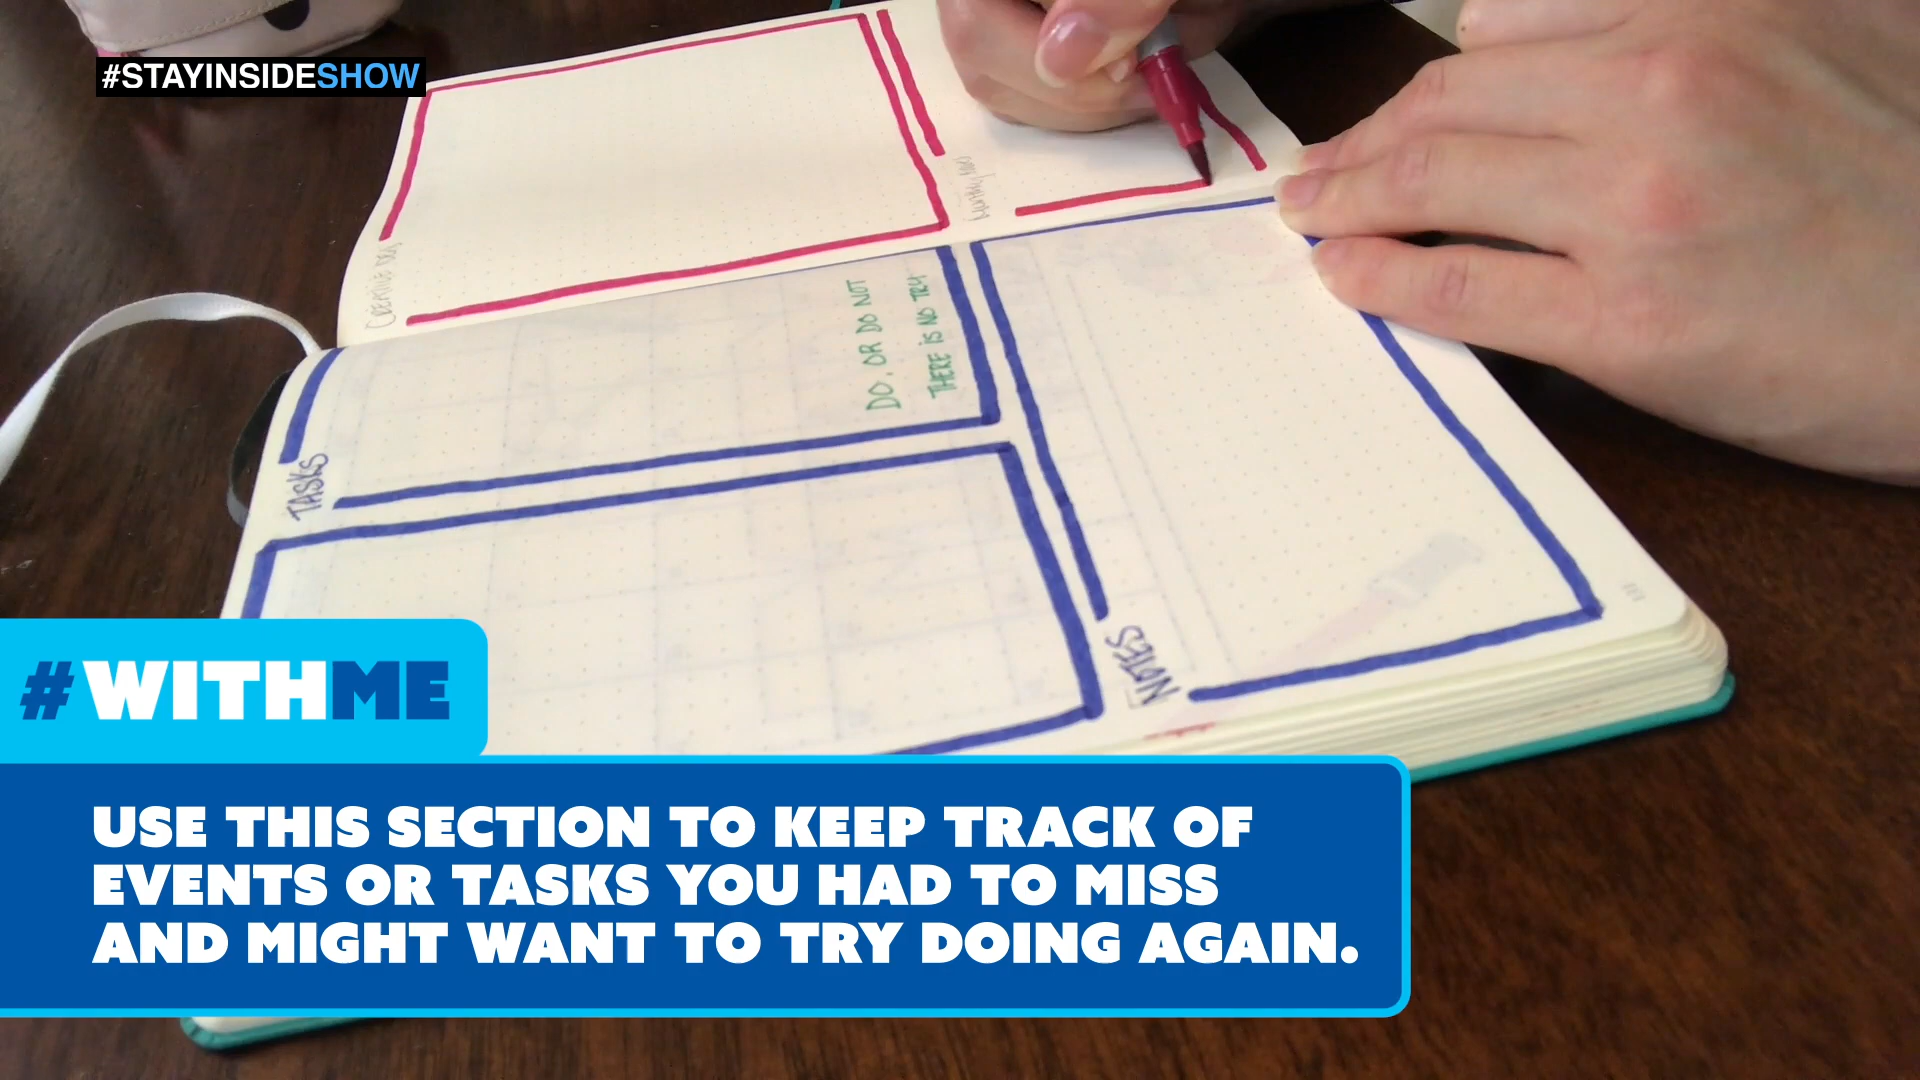 #STAYINSIDESHOW
CREATIVE
DO. OR DO NOT
THERE IS NO TRY
TASKS
NOTES
#WITHME
USE THIS SECTION TO KEEP TRACK OF
EVENTS OR TASKS YOU HAD TO MISS
AND MIGHT WANT TO TRY DOING AGAIN.